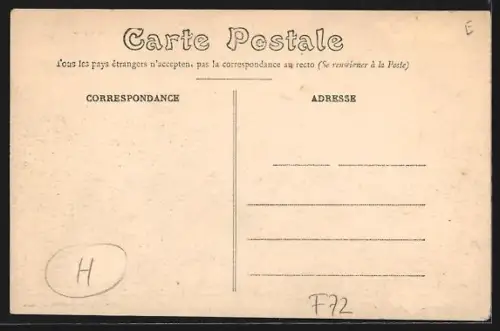 E
Carte Postale
Tous les pays étrangers n'acceptent pas la correspondance au recto (Se renseigner à la Poste)
CORRESPONDANCE
ADRESSE
H
F72